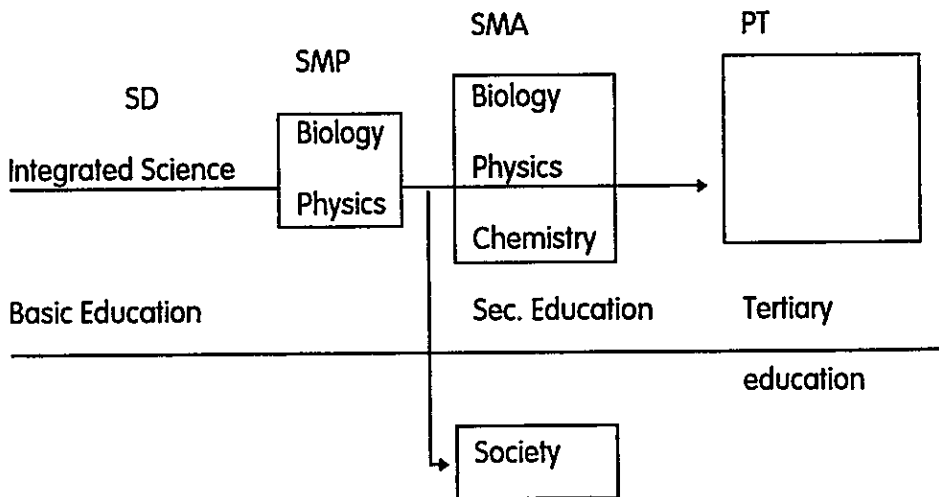 SMA
PT
SMP
SD
Biology
Biology
Integrated Science
Physics
Physics
Chemistry
Basic Education
Sec. Education
Tertiary
education
Society